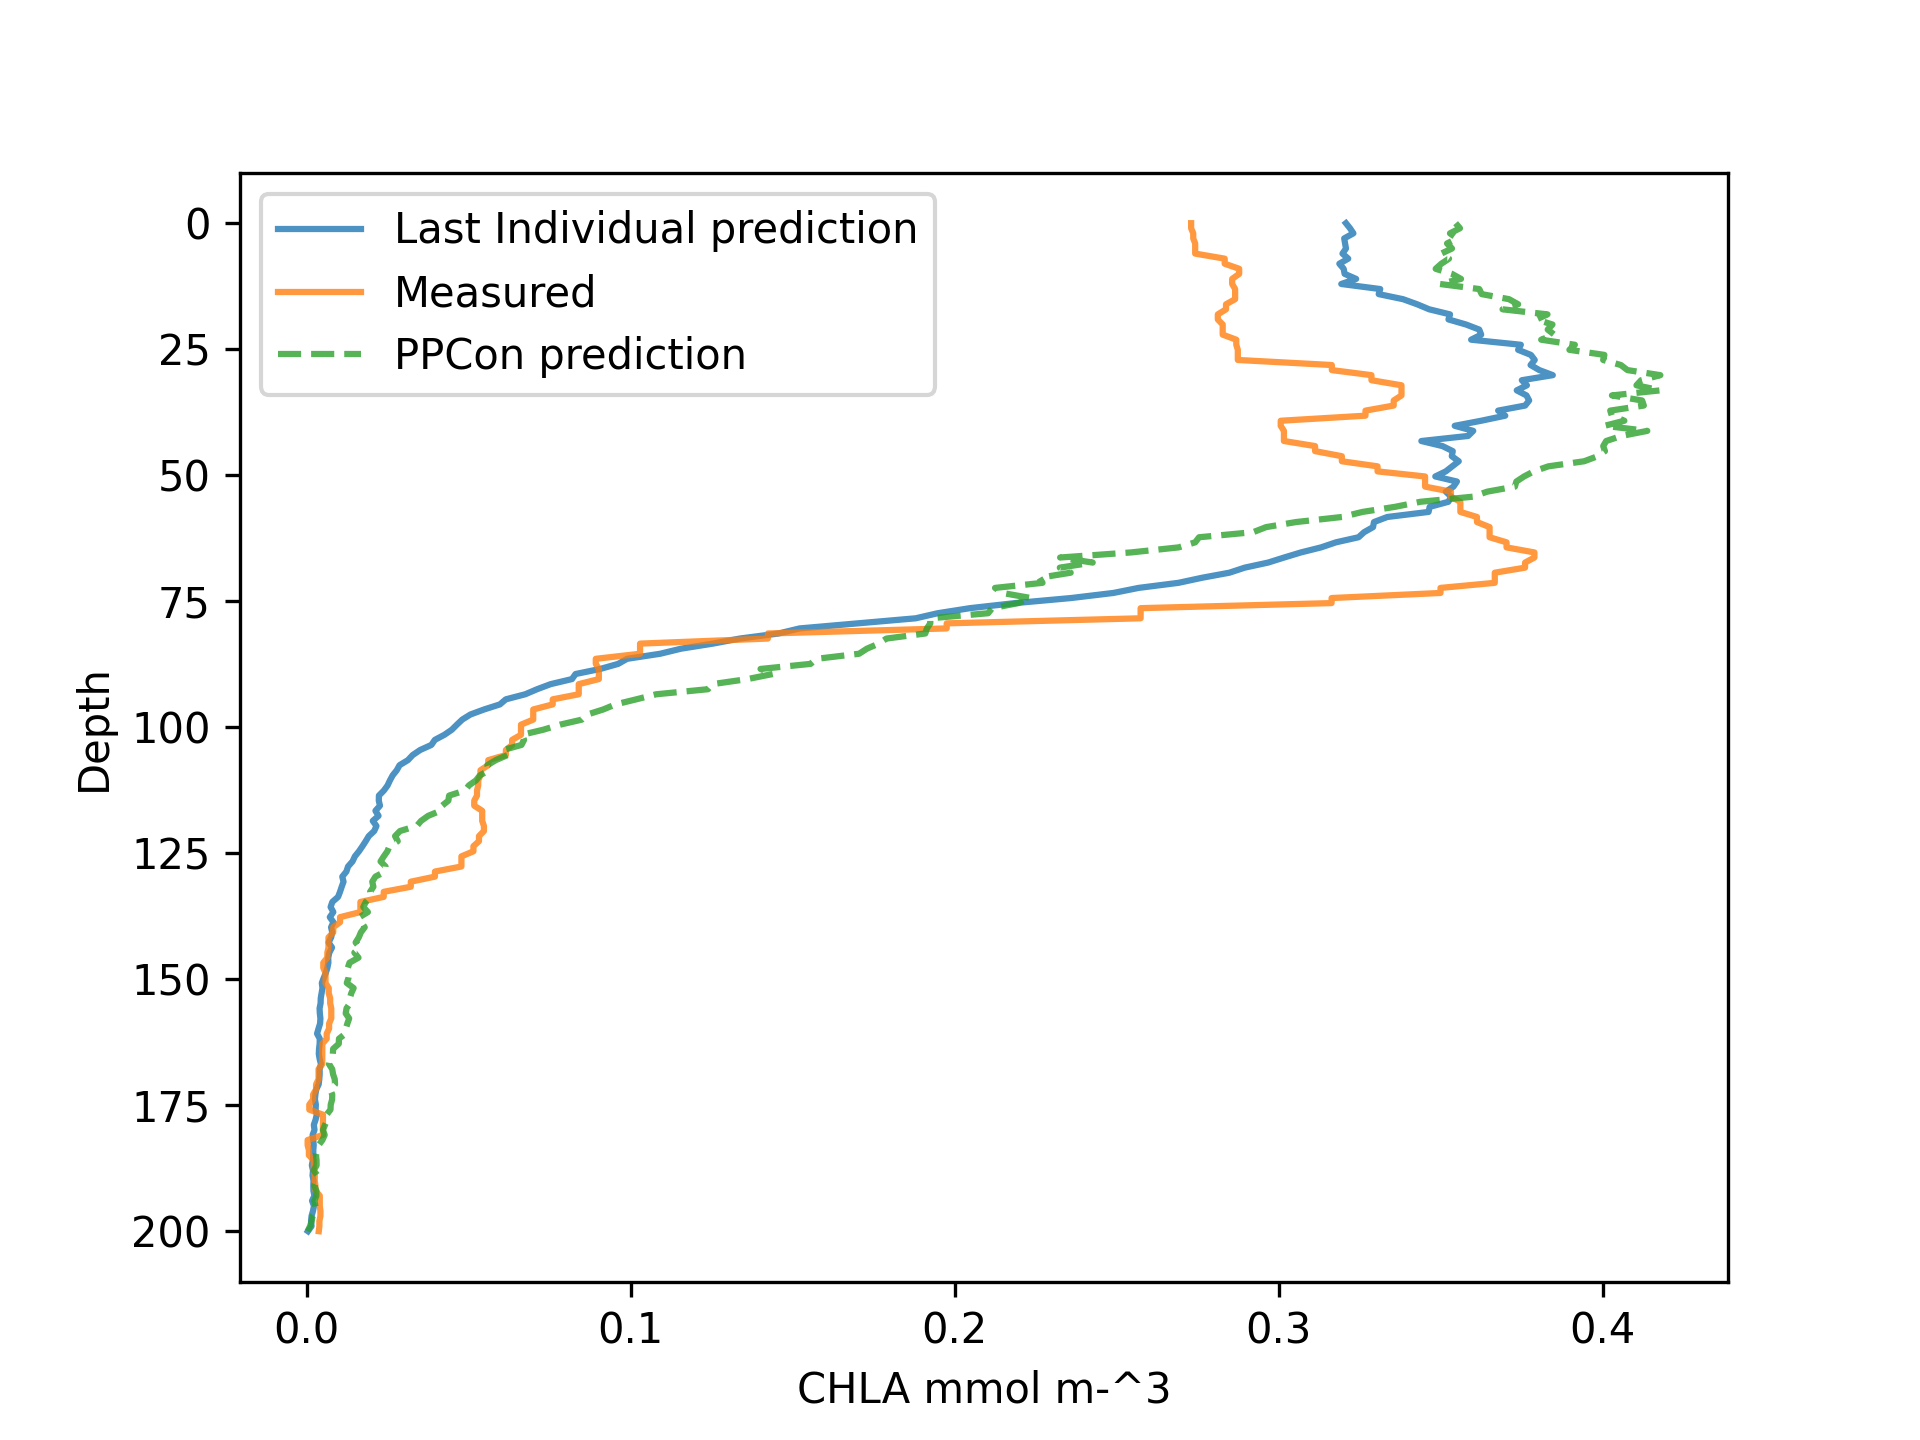 Last Individual prediction
Measured
PPCon prediction
0
25
50
75
100
125
150
175
200
Depth
0.0 0.1 0.2 0.3 0.4
CHLA mmol m-^3